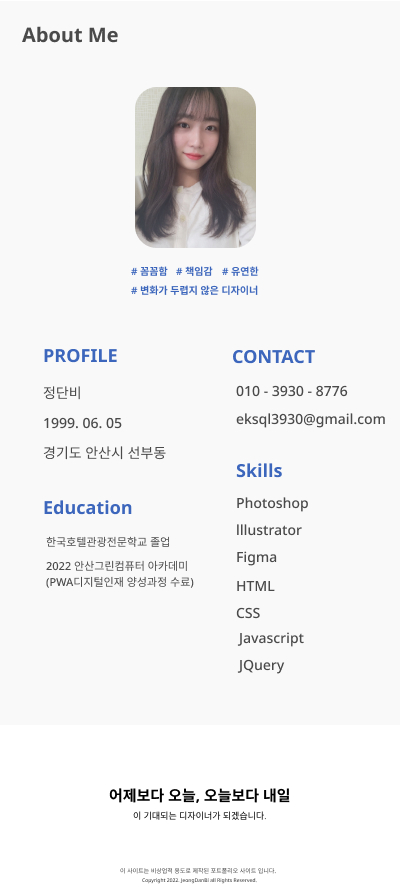 About Me
# 꼼꼼함 # 책임감 # 유연한
# 변화가 두렵지 않은 디자이너
PROFILE
정단비
1999. 06. 05
경기도 안산시 선부동
Education
한국호텔관광전문학교 졸업
2022 안산그린컴퓨터 아카데미
(PWA디지털인재 양성과정 수료)
CONTACT
010 - 3930 - 8776
eksql3930@gmail.com
Skills
Photoshop
lllustrator
Figma
HTML
CSS
Javascript
JQuery
어제보다 오늘, 오늘보다 내일
이 기대되는 디자이너가 되겠습니다.
이 사이트는 비상업적 용도로 제작된 포트폴리오 사이트 입니다.
Copyright 2022. JeongDanBi all Rights Reserved.